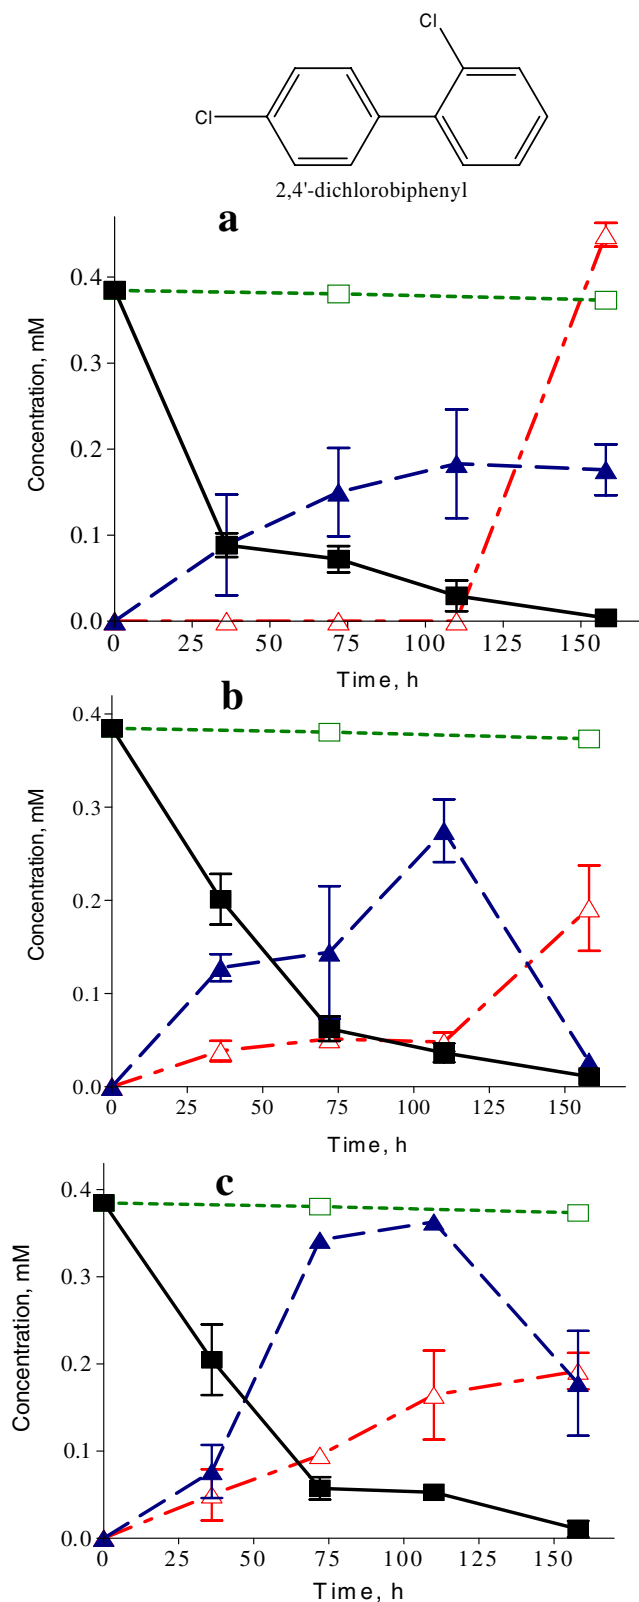 Cl
Cl
2,4'-dichlorobiphenyl
a
Concentration, mM
0.4
0.3
0.2
0.1
0.0
0 25 50 75 100 125 150
Time, h
b
Concentration, mM
0.4
0.3
0.2
0.1
0.0
0 25 50 75 100 125 150
Time, h
c
Concentration, mM
0.4
0.3
0.2
0.1
0.0
0 25 50 75 100 125 150
Time, h